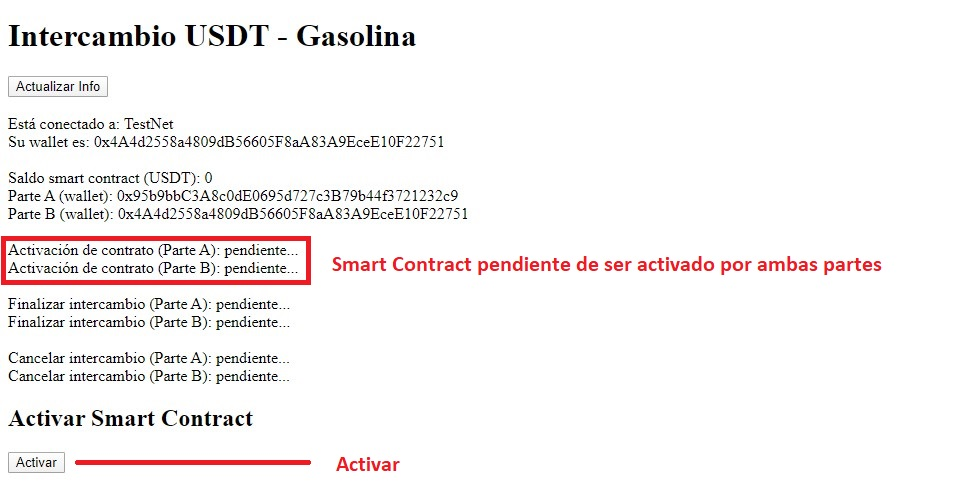 Intercambio USDT - Gasolina
Actualizar Info
Está conectado a: TestNet
Su wallet es: 0x4A4d2558a4809dB56605F8aA83A9EceE10F22751
Saldo smart contract (USDT): 0
Parte A (wallet): 0x95b9bbC3A8c0dE0695d727c3B79b44f3721232c9
Parte B (wallet): 0x4A4d2558a4809dB56605F8aA83A9EceE10F22751
Activación de contrato (Parte A): pendiente...
Activación de contrato (Parte B): pendiente...
Smart Contract pendiente de ser activado por ambas partes
Finalizar intercambio (Parte A): pendiente...
Finalizar intercambio (Parte B): pendiente...
Cancelar intercambio (Parte A): pendiente...
Cancelar intercambio (Parte B): pendiente...
Activar Smart Contract
Activar
Activar